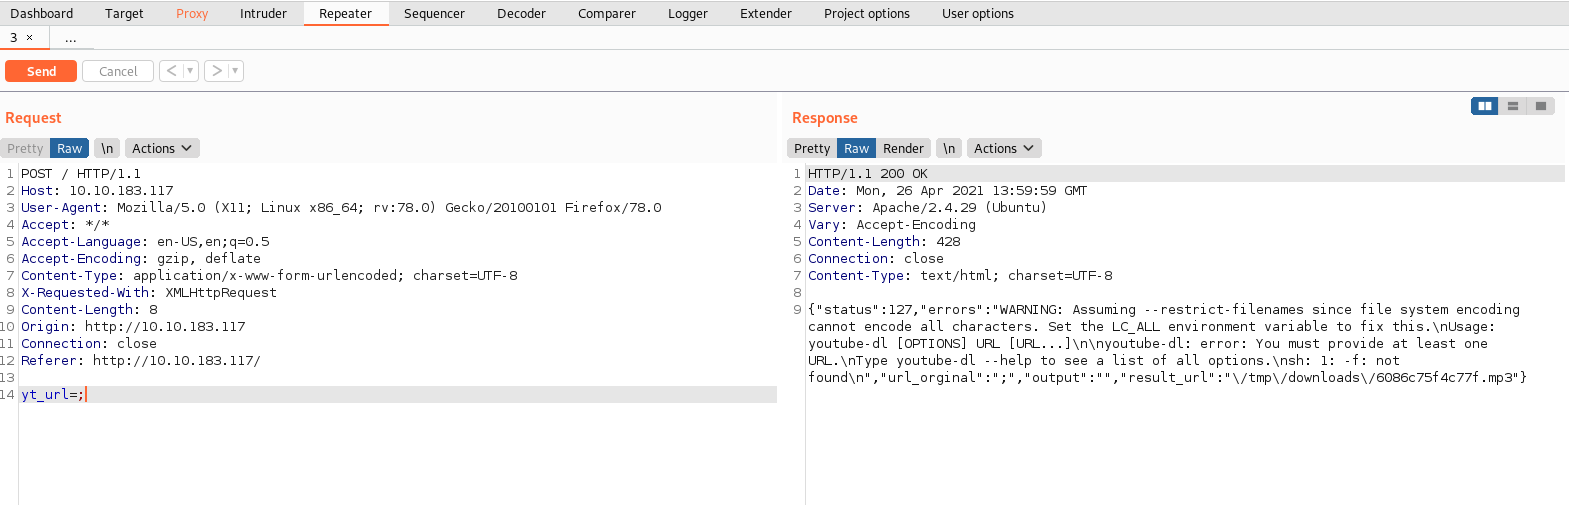 Dashboard Target Proxy Intruder Repeater Sequencer Decoder Comparer Logger Extender Project options User options
3 × ...
Send Cancel < ▾ > ▾
Request
Pretty Raw \n Actions
1 POST / HTTP/1.1
2 Host: 10.10.183.117
3 User-Agent: Mozilla/5.0 (X11; Linux x86_64; rv:78.0) Gecko/20100101 Firefox/78.0
4 Accept: */*
5 Accept-Language: en-US,en;q=0.5
6 Accept-Encoding: gzip, deflate
7 Content-Type: application/x-www-form-urlencoded; charset=UTF-8
8 X-Requested-With: XMLHttpRequest
9 Content-Length: 8
10 Origin: http://10.10.183.117
11 Connection: close
12 Referer: http://10.10.183.117/
13
14 yt_url=;
Response
Pretty Raw Render \n Actions
1 HTTP/1.1 200 OK
2 Date: Mon, 26 Apr 2021 13:59:59 GMT
3 Server: Apache/2.4.29 (Ubuntu)
4 Vary: Accept-Encoding
5 Content-Length: 428
6 Connection: close
7 Content-Type: text/html; charset=UTF-8
8
9 {"status":127,"errors":"WARNING: Assuming --restrict-filenames since file system encoding
cannot encode all characters. Set the LC_ALL environment variable to fix this.\nUsage:
youtube-dl [OPTIONS] URL [URL...]\n\nyoutube-dl: error: You must provide at least one
URL.\nType youtube-dl --help to see a list of all options.\nsh: 1: -f: not
found\n","url_orginal":";","output":"","result_url":"\/tmp\/downloads\/6086c75f4c77f.mp3"}